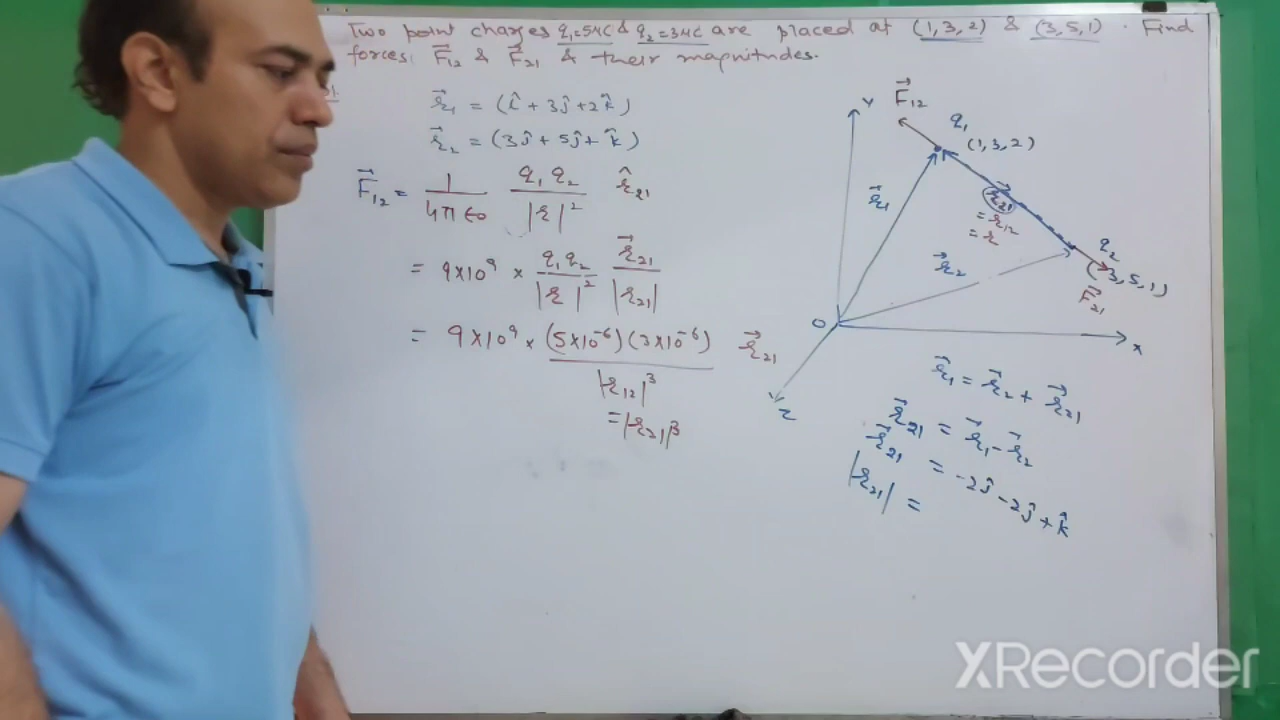 Two point charges q₁=5μC & q₂=3μC are placed at (1,3,2) & (3,5,1). Find
forces F⃗₁₂ & F⃗₂₁ & their magnitudes.
r⃗₁ = (î + 3ĵ + 2k̂)
r⃗₂ = (3î + 5ĵ + k̂)
F⃗₁₂ = 1/4π∈₀ q₁q₂/|r|² r̂₂₁
= 9×10⁹ × q₁q₂/|r|² r⃗₂₁/|r₂₁|
= 9×10⁹ × (5×10⁻⁶)(3×10⁻⁶)/|r₁₂|³ r⃗₂₁
= |r₂₁|³
Y
F⃗₁₂
q₁
(1,3,2)
r⃗₁
r⃗₂₁
= r₁₂
= r
r⃗₂
q₂
(3,5,1)
F⃗₂₁
O
X
Z
r⃗₁ = r⃗₂ + r⃗₂₁
r⃗₂₁ = r⃗₁ - r⃗₂
r⃗₂₁ = -2î - 2ĵ + k̂
|r₂₁| =
XRecorder